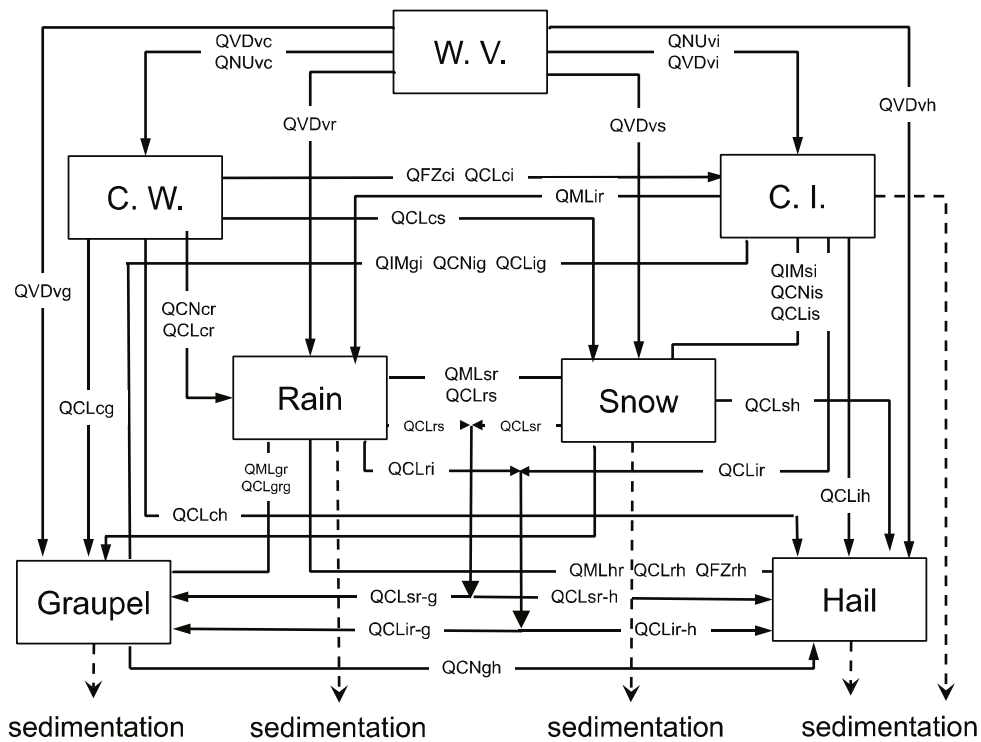 QVDvc
QNUvc
W. V.
QNUvi
QVDvi
QVDvr
QVDvs
QVDvh
C. W.
QFZci QCLci
QMLir
C. I.
QCLcs
QIMgi QCNig QCLig
QVDvg
QIMsi
QCNis
QCLis
QCNcr
QCLcr
Rain
QMLsr
QCLrs
Snow
QCLcg
QCLsh
QCLrs
QCLsr
QMLgr
QCLgrg
QCLri
QCLir
QCLih
QCLch
QMLhr QCLrh QFZrh
Graupel
QCLsr-g
QCLsr-h
Hail
QCLir-g
QCLir-h
QCNgh
sedimentation
sedimentation
sedimentation
sedimentation